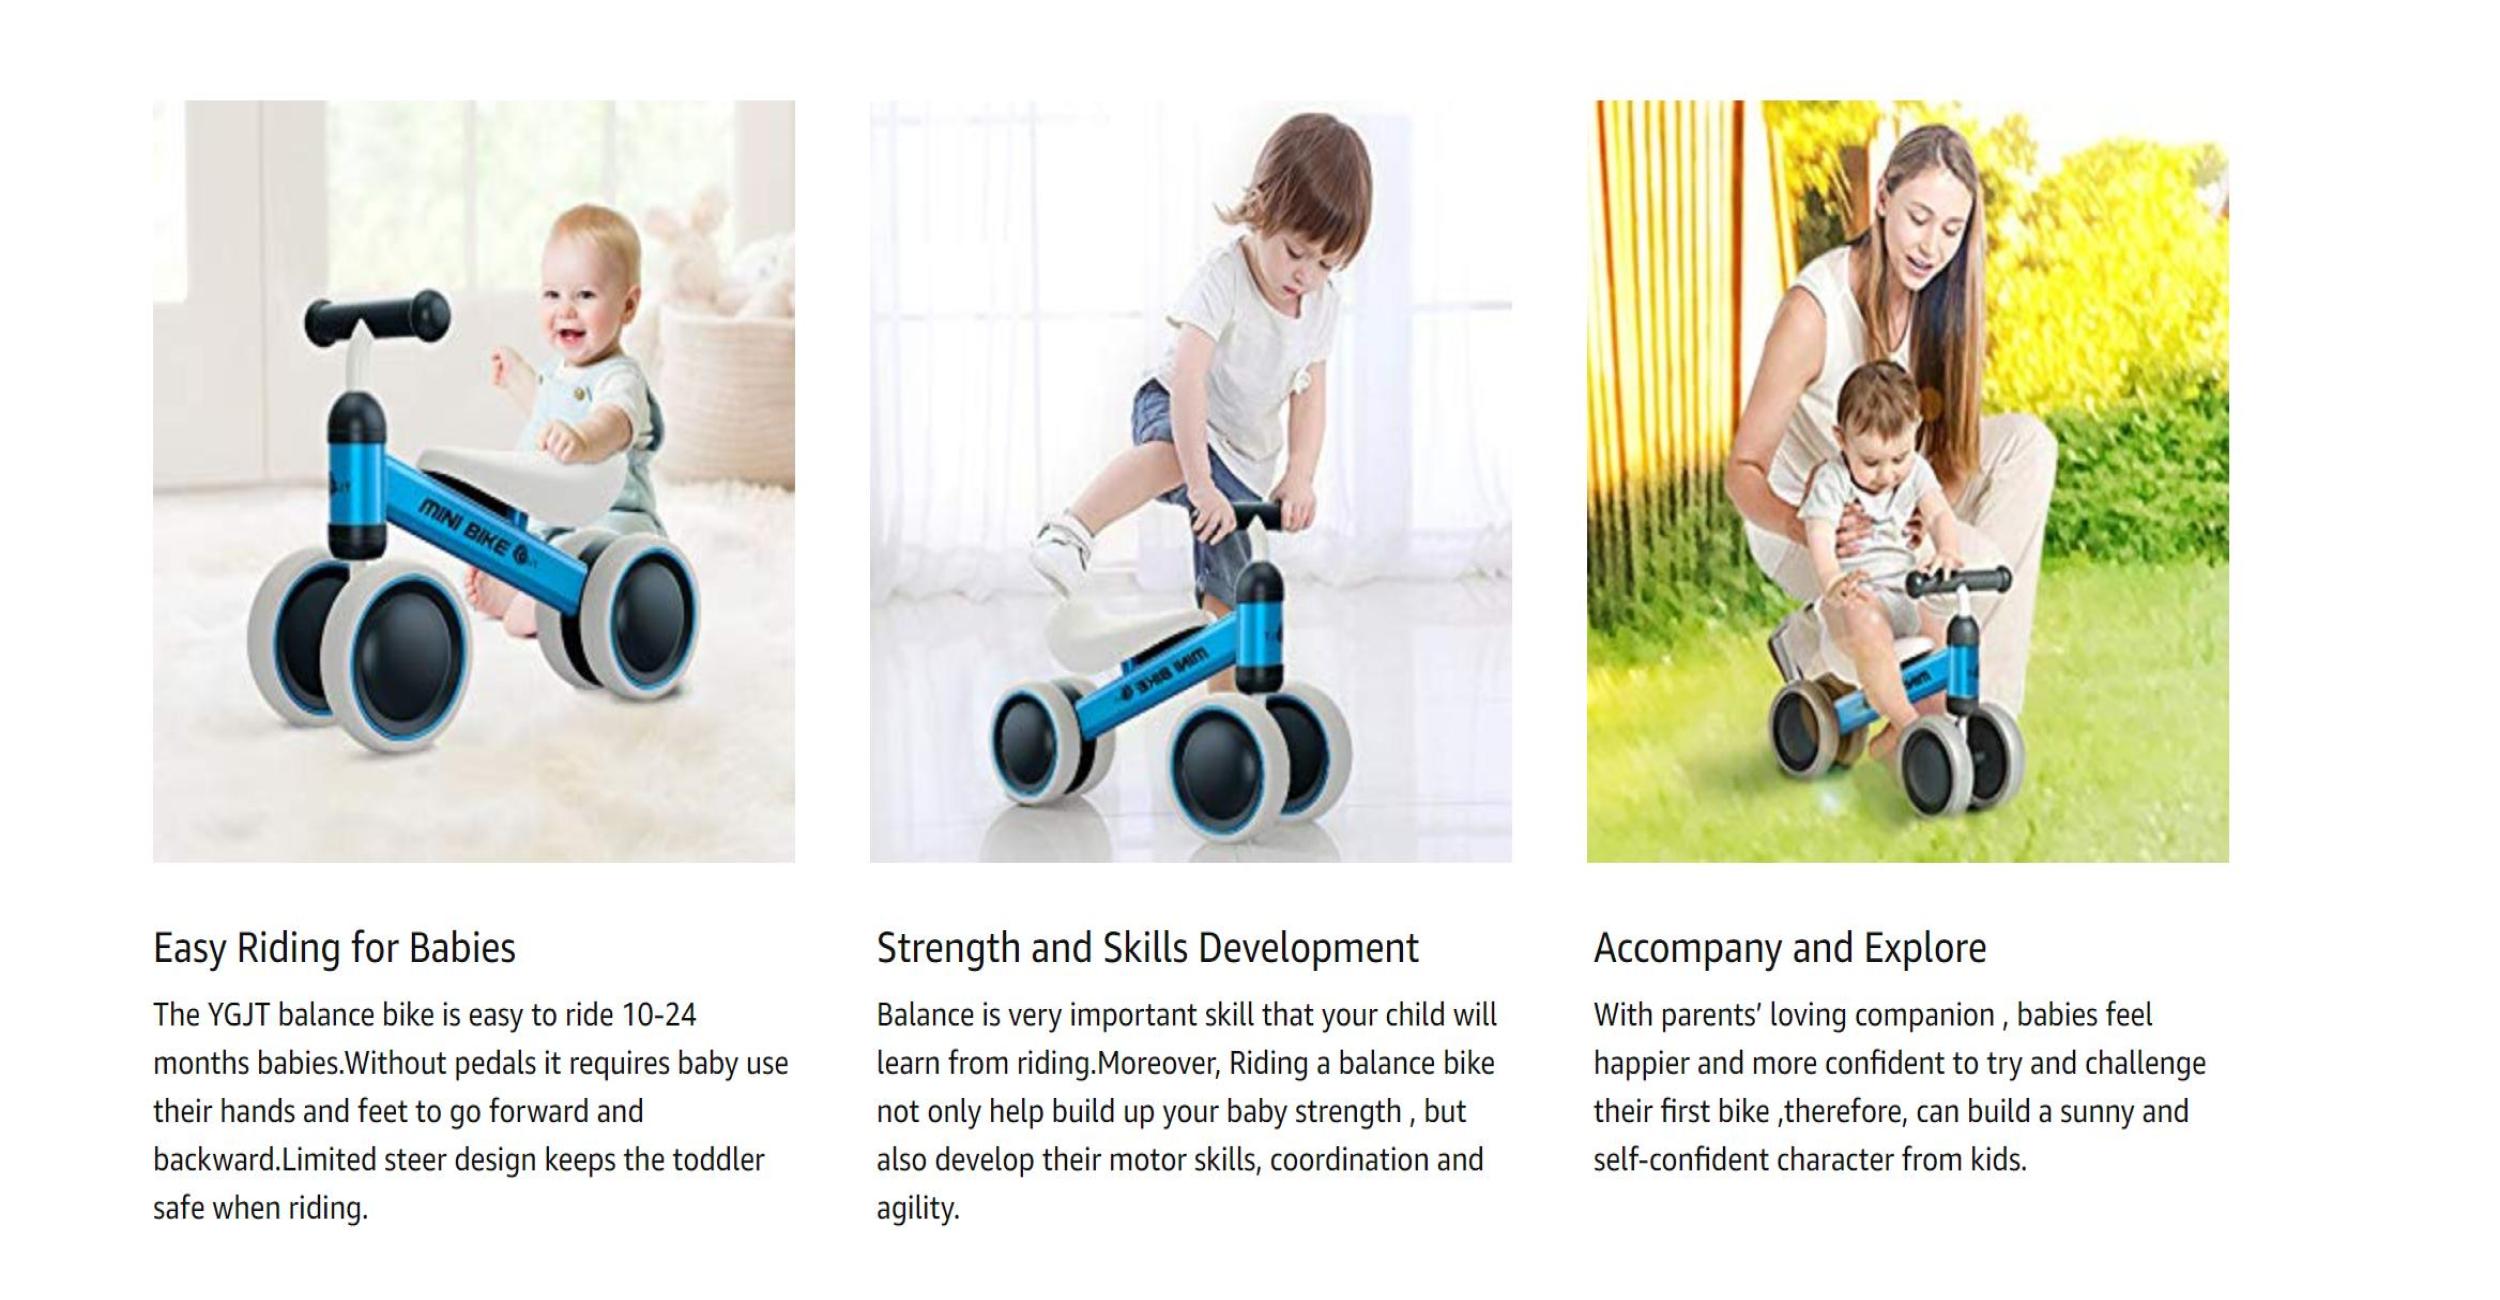 MINI BIKE
MINI BIKE
MINI
Easy Riding for Babies
The YGJT balance bike is easy to ride 10-24
months babies.Without pedals it requires baby use
their hands and feet to go forward and
backward.Limited steer design keeps the toddler
safe when riding.
Strength and Skills Development
Balance is very important skill that your child will
learn from riding.Moreover, Riding a balance bike
not only help build up your baby strength , but
also develop their motor skills, coordination and
agility.
Accompany and Explore
With parents’ loving companion , babies feel
happier and more confident to try and challenge
their first bike ,therefore, can build a sunny and
self-confident character from kids.